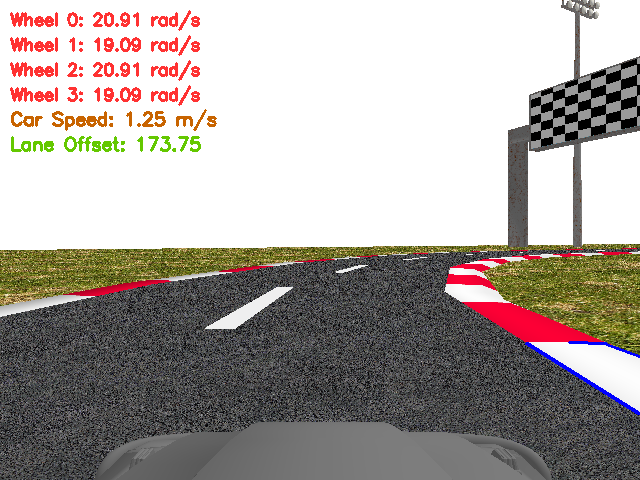 Wheel 0: 20.91 rad/s
Wheel 1: 19.09 rad/s
Wheel 2: 20.91 rad/s
Wheel 3: 19.09 rad/s
Car Speed: 1.25 m/s
Lane Offset: 173.75